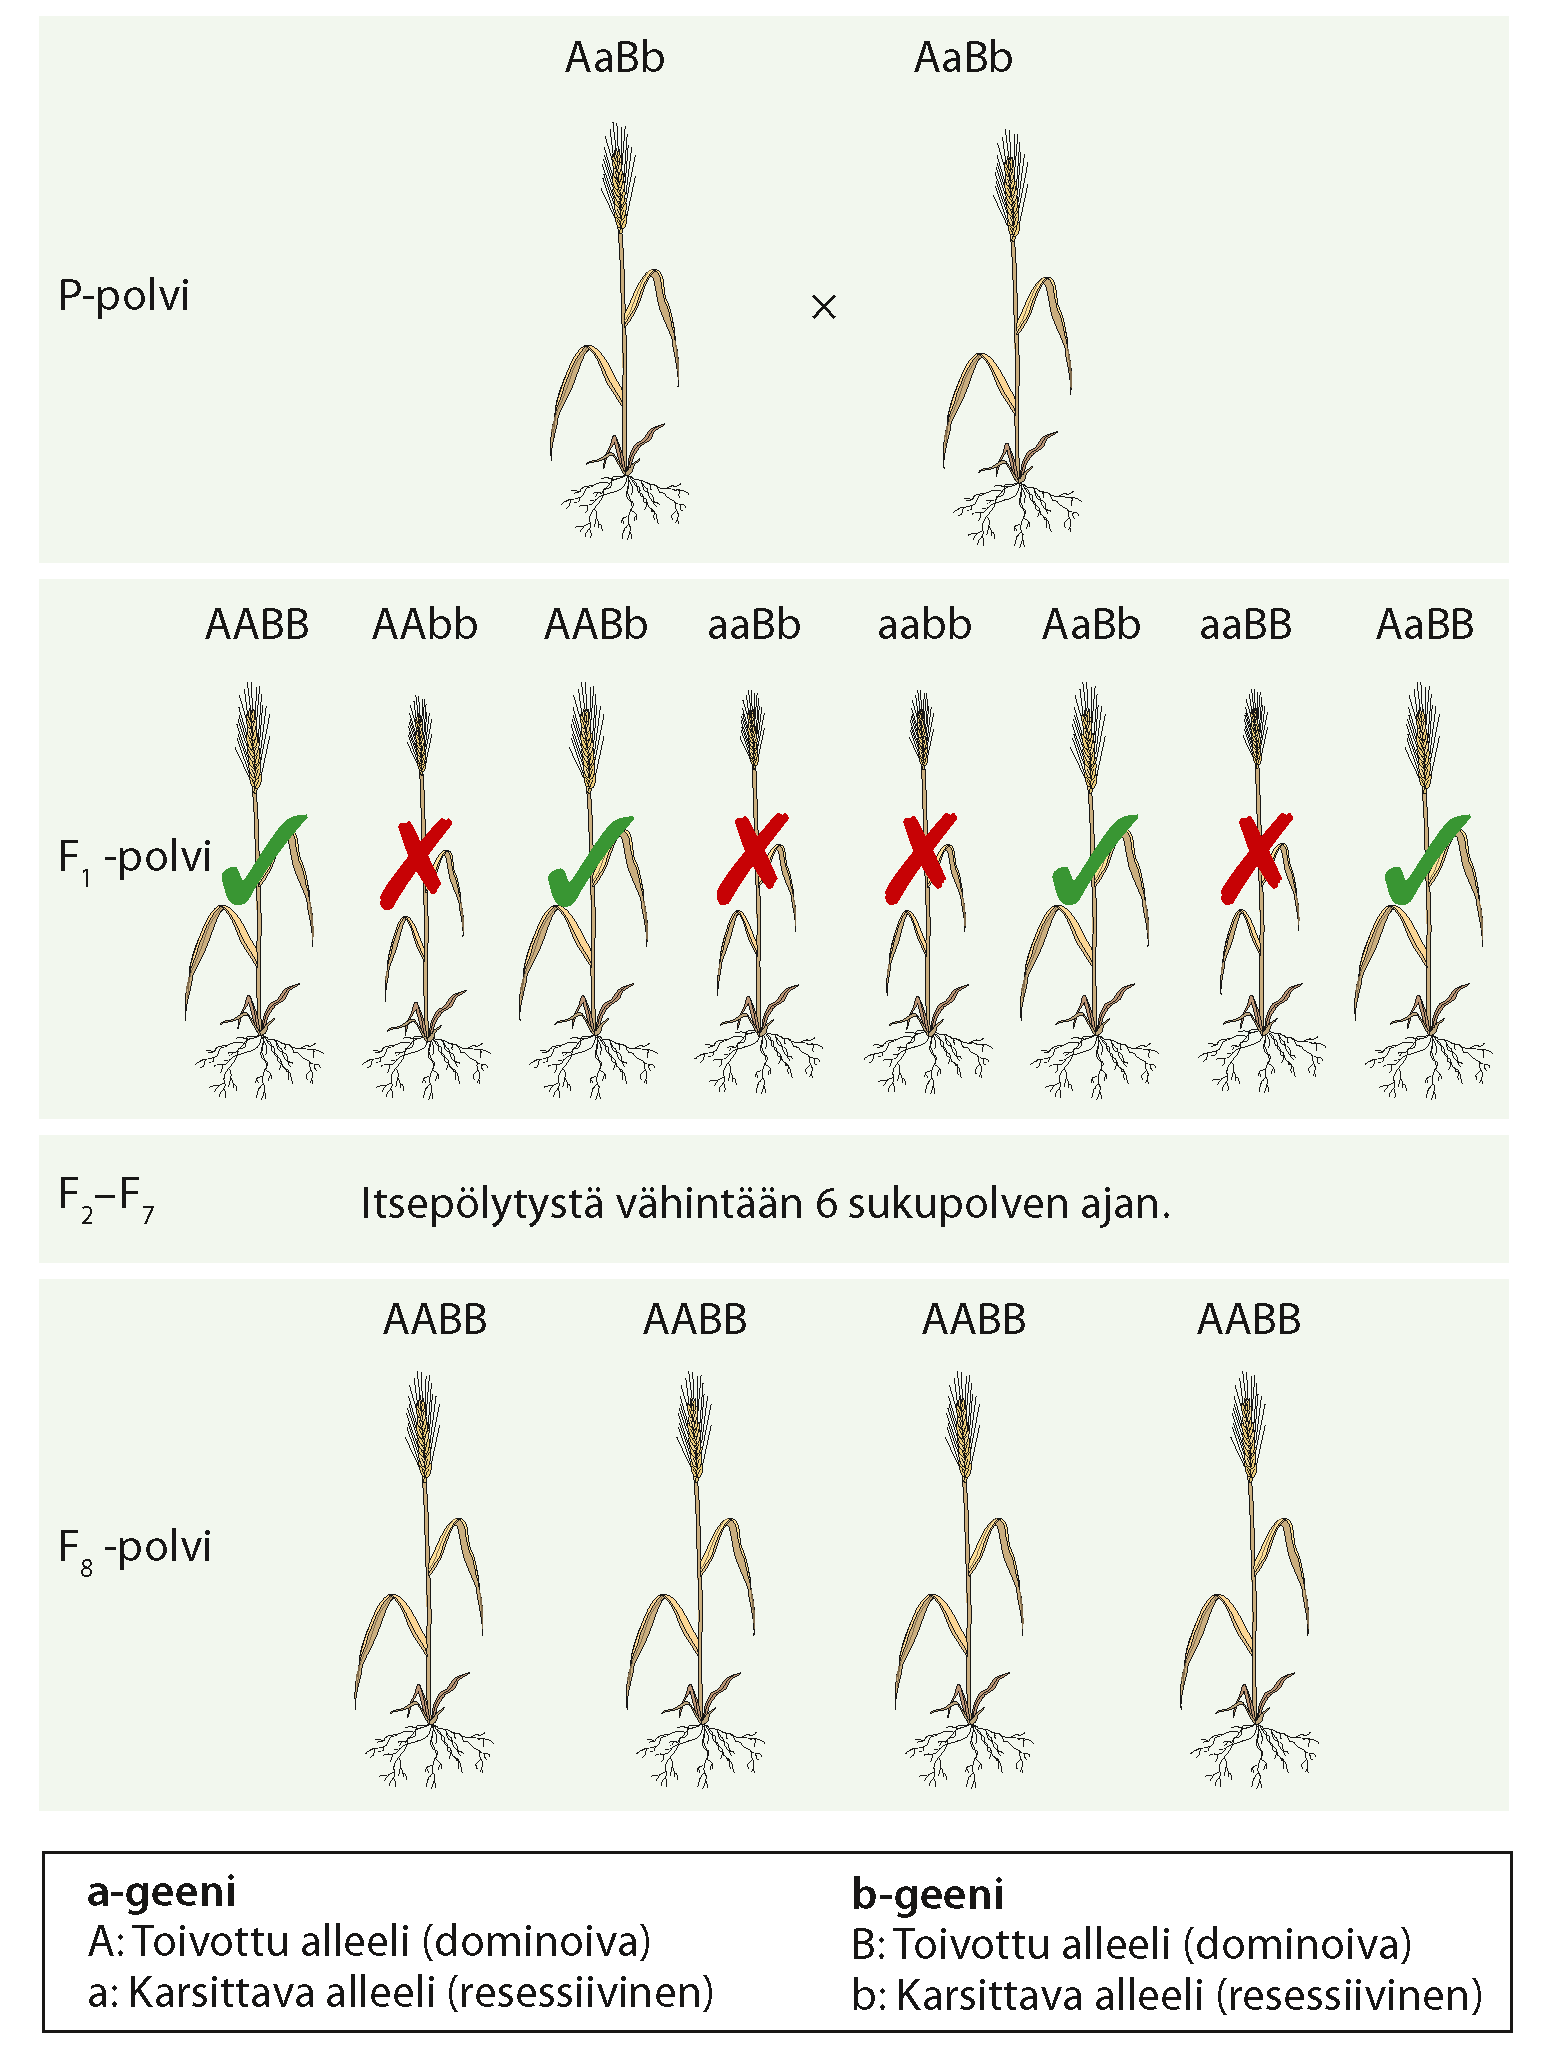 AaBb AaBb
P-polvi
×
AABB AAbb AABb aaBb aabb AaBb aaBB AaBB
F₁ -polvi
F₂–F₇ Itsepölytystä vähintään 6 sukupolven ajan.
AABB AABB AABB AABB
F₈ -polvi
a-geeni
A: Toivottu alleeli (dominoiva)
a: Karsittava alleeli (resessiivinen)
b-geeni
B: Toivottu alleeli (dominoiva)
b: Karsittava alleeli (resessiivinen)